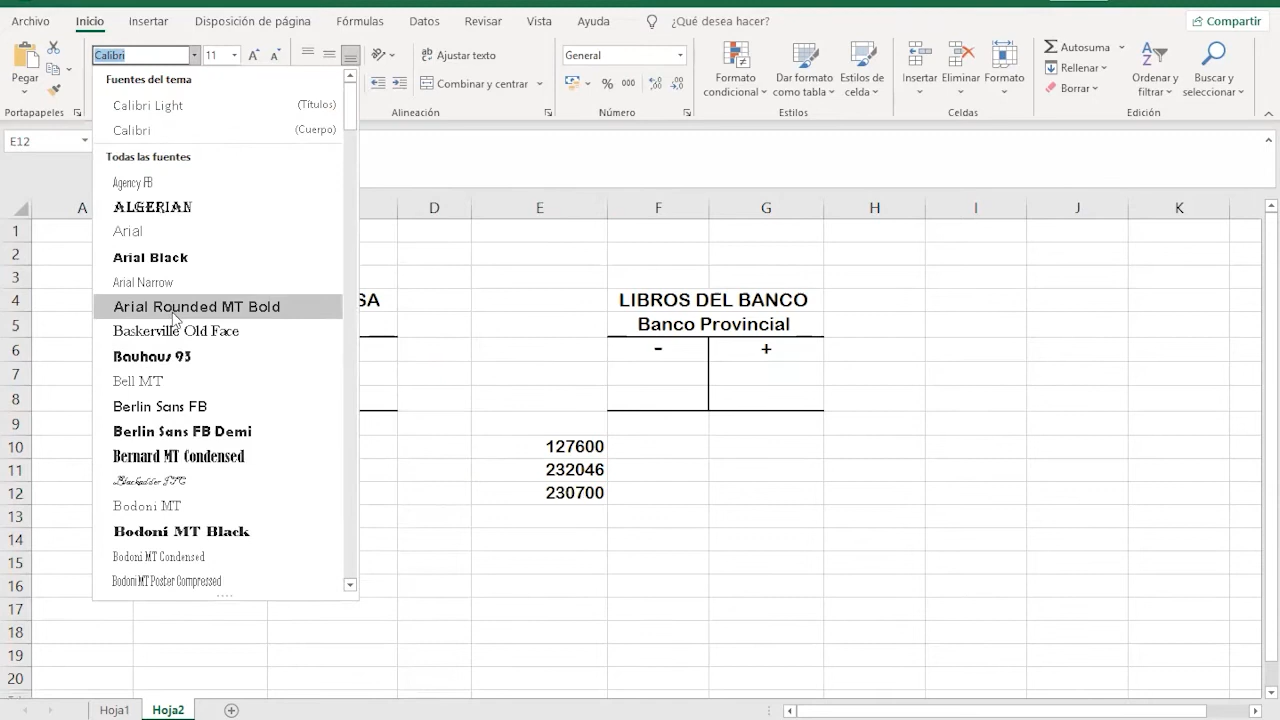 Archivo Inicio Insertar Disposición de página Fórmulas Datos Revisar Vista Ayuda ¿Qué desea hacer? Compartir
Calibri 11 Ajustar texto General Autosuma
Pegar Combinar y centrar % 000 Formato condicional Dar formato como tabla Estilos de celda Insertar Eliminar Formato Rellenar Borrar Ordenar y filtrar Buscar y seleccionar
Portapapeles Alineación Número Estilos Celdas Edición
E12
Fuentes del tema
Calibri Light (Títulos)
Calibri (Cuerpo)
Todas las fuentes
Agency FB
ALGERIAN
Arial
Arial Black
Arial Narrow
Arial Rounded MT Bold
Baskerville Old Face
Bauhaus 93
Bell MT
Berlin Sans FB
Berlin Sans FB Demi
Bernard MT Condensed
Blackadder ITC
Bodoni MT
Bodoni MT Black
Bodoni MT Condensed
Bodoni MT Poster Compressed
A D E F G H I J K
1
2
3
4 SA LIBROS DEL BANCO
5 Banco Provincial
6 - +
7
8
9
10 127600
11 232046
12 230700
13
14
15
16
17
18
19
20
Hoja1 Hoja2